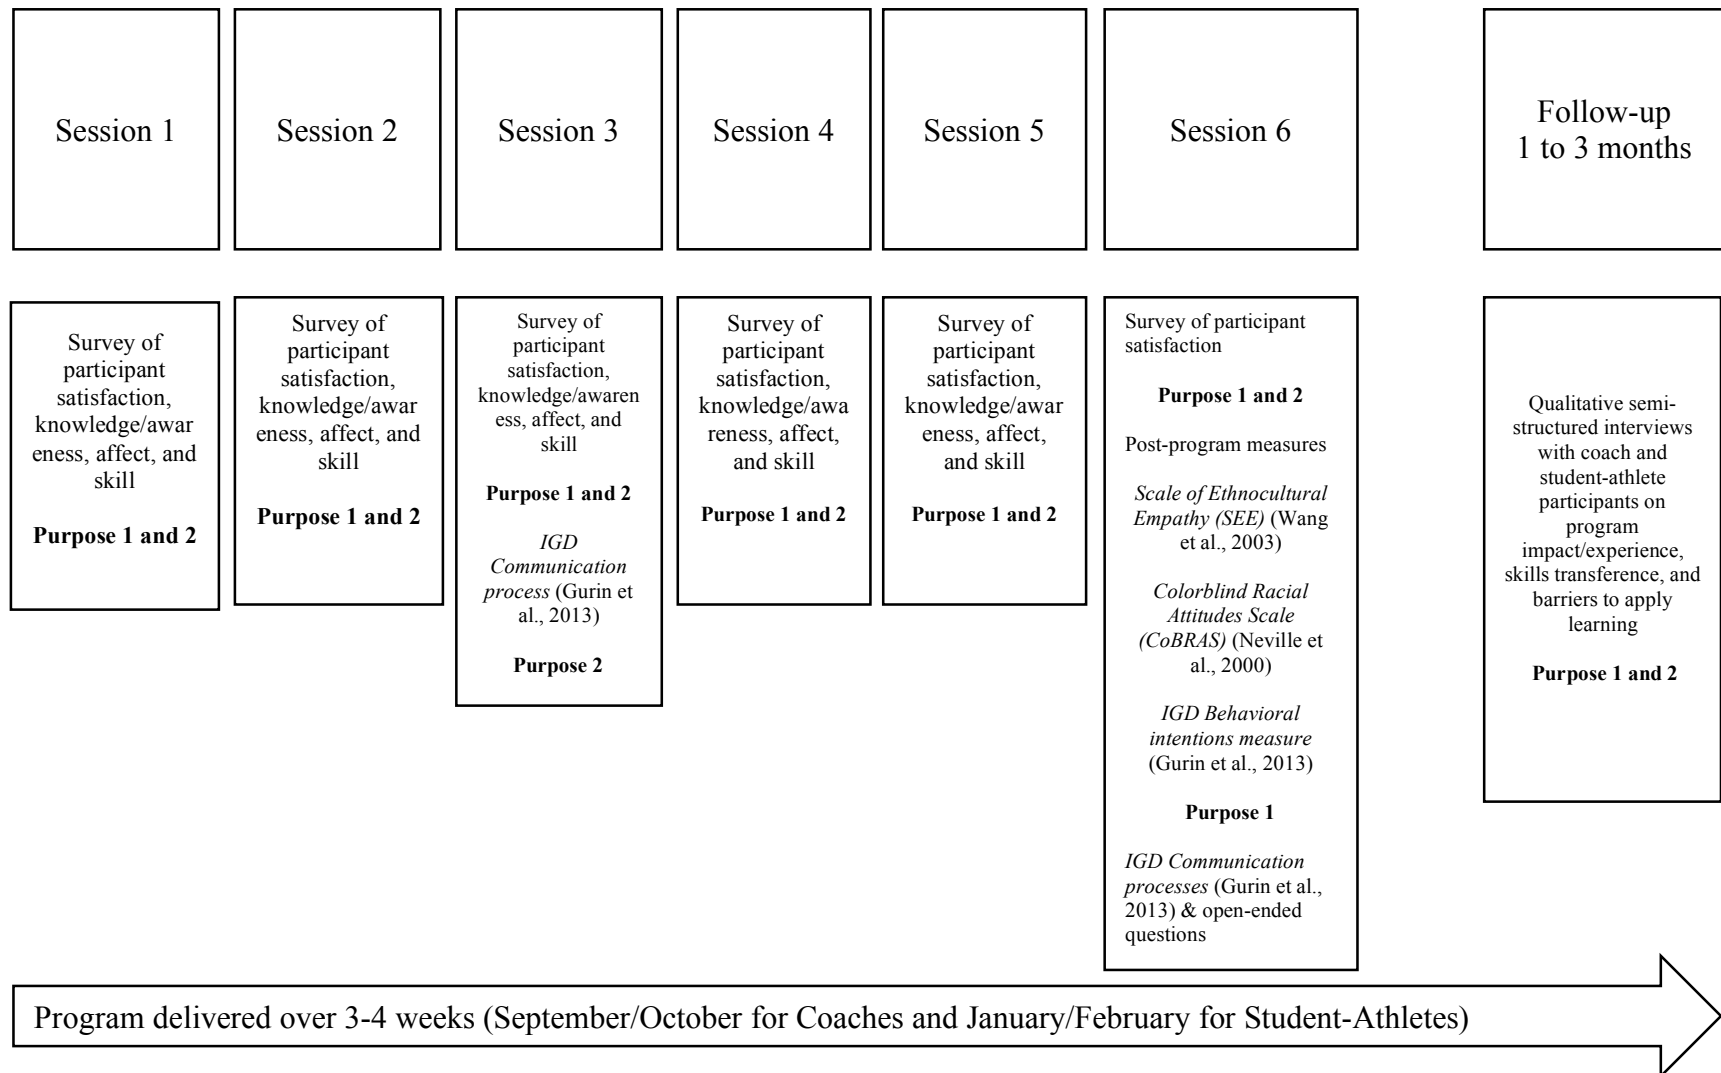 Session 1
Session 2
Session 3
Session 4
Session 5
Session 6
Follow-up
1 to 3 months
Survey of
participant
satisfaction,
knowledge/awar
eness, affect, and
skill
Purpose 1 and 2
Survey of
participant
satisfaction,
knowledge/awar
eness, affect, and
skill
Purpose 1 and 2
Survey of
participant
satisfaction,
knowledge/awaren
ess, affect, and
skill
Purpose 1 and 2
IGD
Communication
process (Gurin et
al., 2013)
Purpose 2
Survey of
participant
satisfaction,
knowledge/awa
reness, affect,
and skill
Purpose 1 and 2
Survey of
participant
satisfaction,
knowledge/awar
eness, affect,
and skill
Purpose 1 and 2
Survey of participant
satisfaction
Purpose 1 and 2
Post-program measures
Scale of Ethnocultural
Empathy (SEE) (Wang
et al., 2003)
Colorblind Racial
Attitudes Scale
(CoBRAS) (Neville et
al., 2000)
IGD Behavioral
intentions measure
(Gurin et al., 2013)
Purpose 1
IGD Communication
processes (Gurin et al.,
2013) & open-ended
questions
Qualitative semi-
structured interviews
with coach and
student-athlete
participants on
program
impact/experience,
skills transference, and
barriers to apply
learning
Purpose 1 and 2
Program delivered over 3-4 weeks (September/October for Coaches and January/February for Student-Athletes)